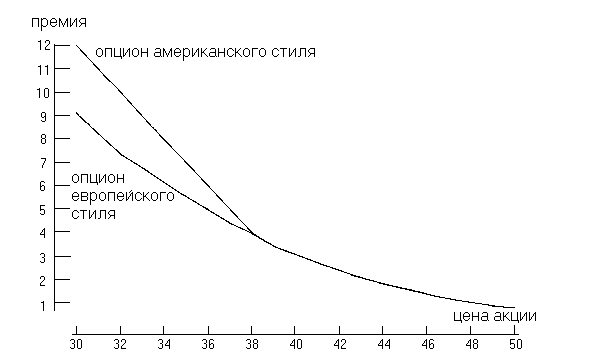 премия
12
опцион американского стиля
11
10
9
8
7
опцион
6
европейского
стиля
5
4
3
2
1
цена акции
30 32 34 36 38 40 42 44 46 48 50